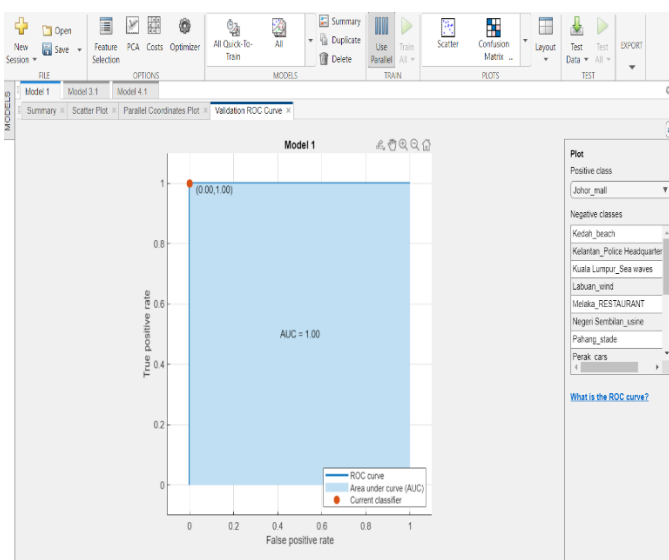 New Session
Open
Save
FILE
Feature Selection
PCA
Costs
Optimizer
OPTIONS
All Quick-To-Train
All
Summary
Duplicate
Delete
MODELS
Use Parallel
Train All
TRAIN
Scatter
Confusion Matrix ..
PLOTS
Layout
Test Data
Test All
TEST
EXPORT
MODELS
Model 1
Model 3.1
Model 4.1
Summary
Scatter Plot
Parallel Coordinates Plot
Validation ROC Curve
Model 1
1
0.8
0.6
0.4
0.2
0
True positive rate
(0.00,1.00)
AUC = 1.00
ROC curve
Area under curve (AUC)
Current classifier
0 0.2 0.4 0.6 0.8 1
False positive rate
Plot
Positive class
Johor_mall
Negative classes
Kedah_beach
Kelantan_Police Headquarter
Kuala Lumpur_Sea waves
Labuan_wind
Melaka_RESTAURANT
Negeri Sembilan_usine
Pahang_stade
Perak_cars
What is the ROC curve?